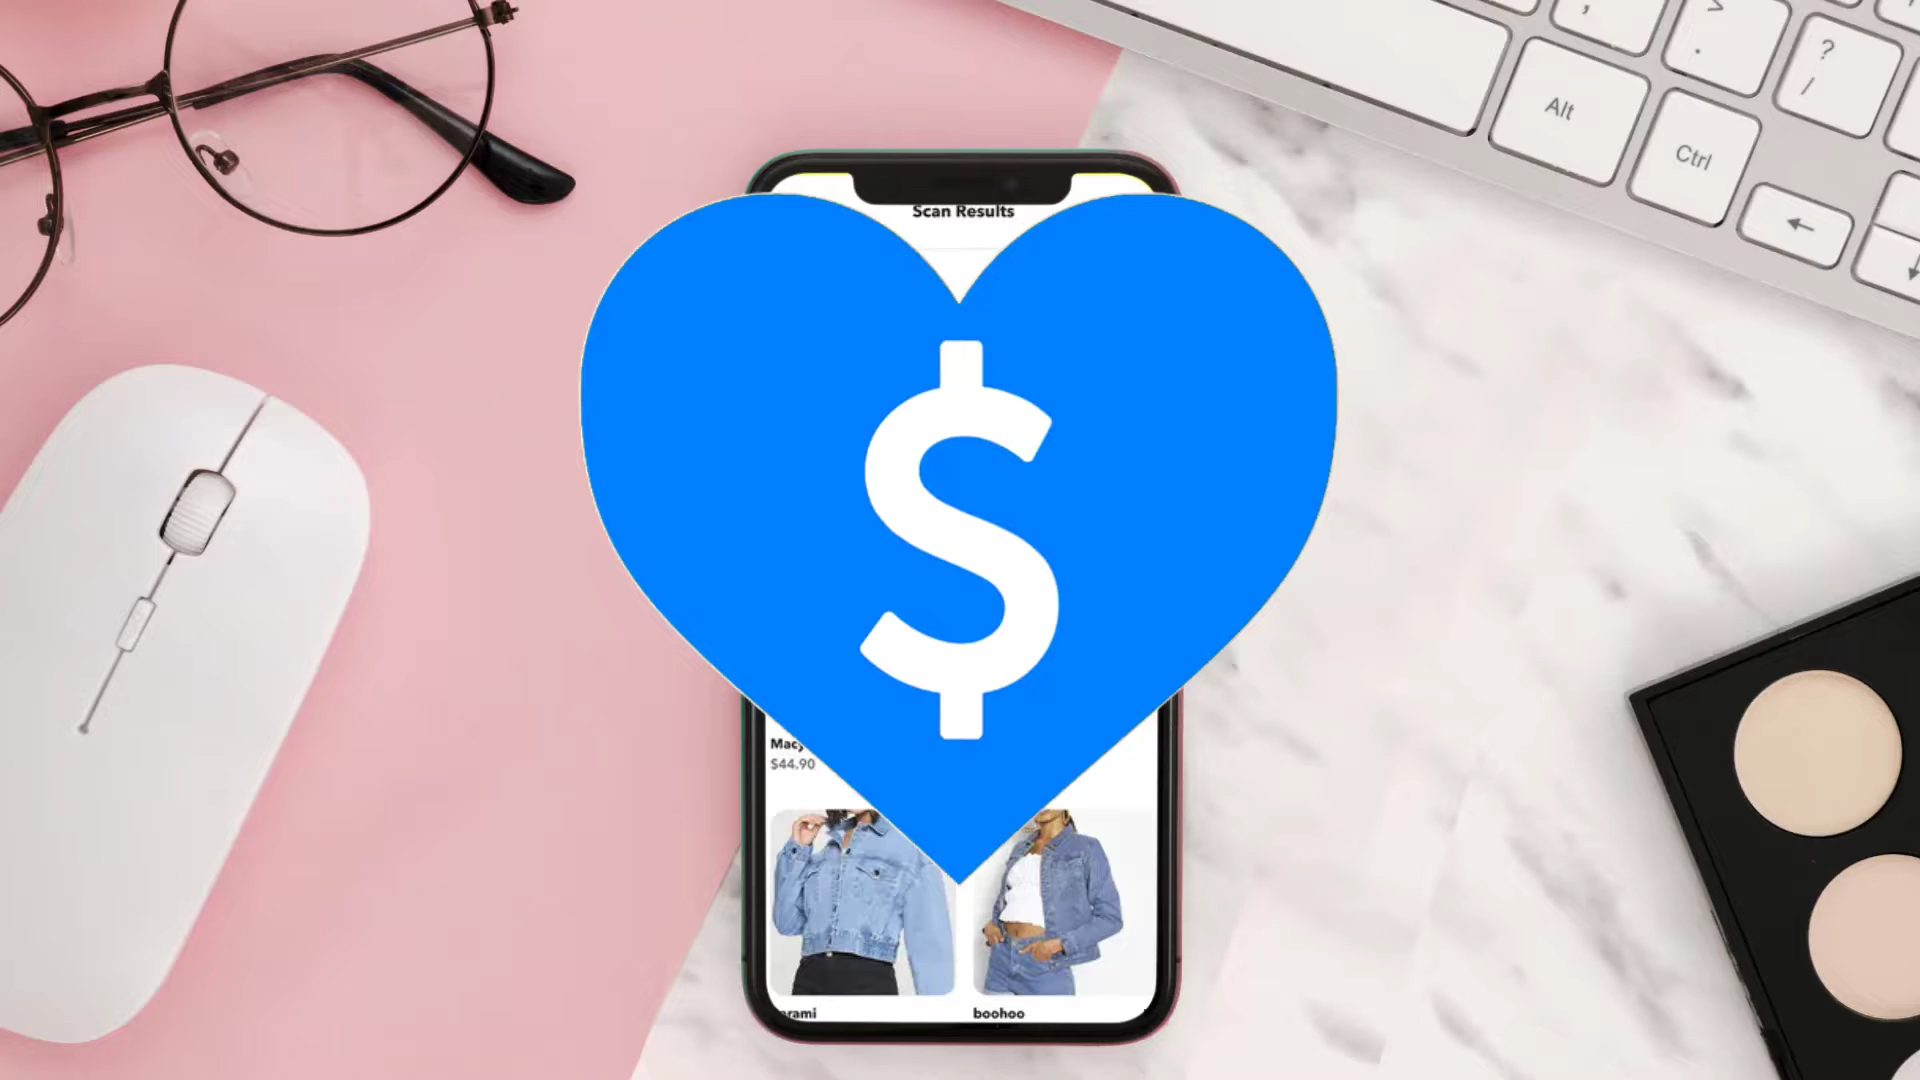 ,
>
.
?
/
Alt
Ctrl
←
↓
Scan Results
$
$44.90
boohoo